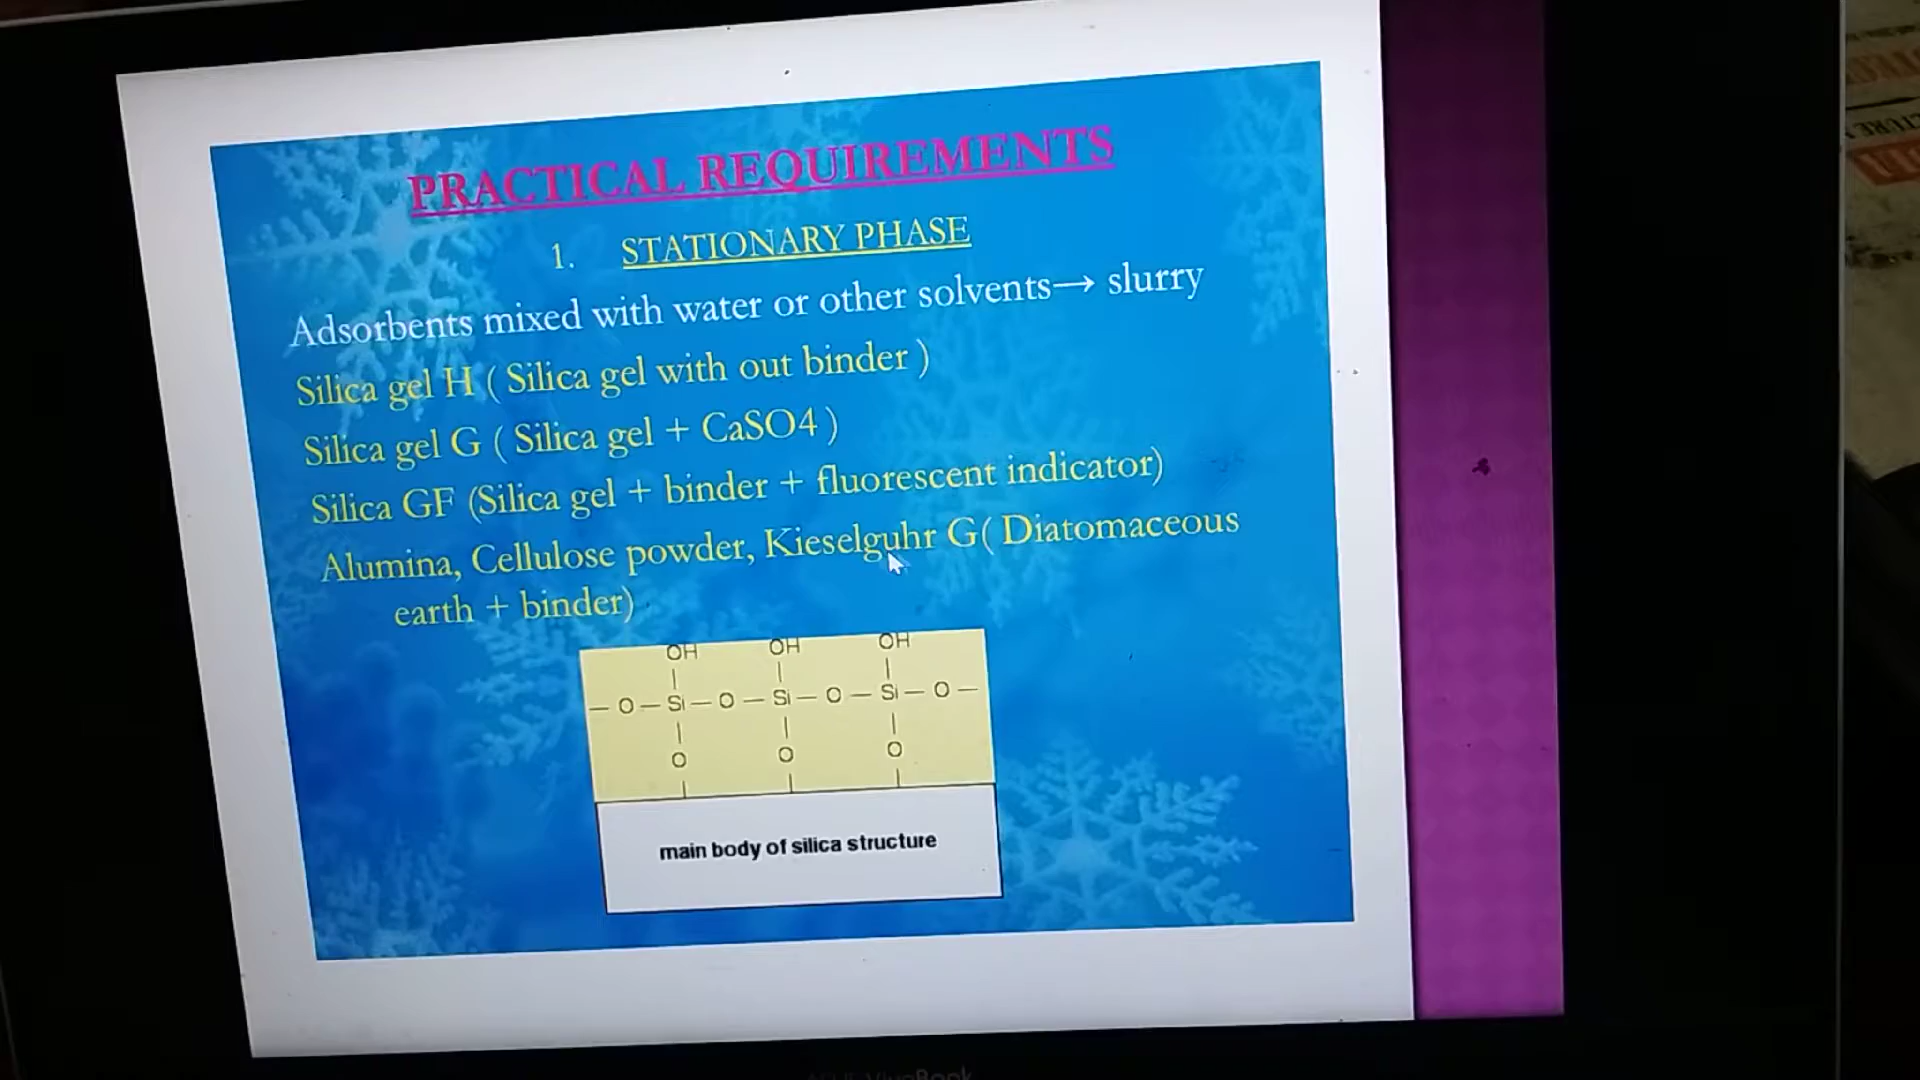 PRACTICAL REQUIREMENTS
1. STATIONARY PHASE
Adsorbents mixed with water or other solvents→ slurry
Silica gel H ( Silica gel with out binder )
Silica gel G ( Silica gel + CaSO4 )
Silica GF (Silica gel + binder + fluorescent indicator)
Alumina, Cellulose powder, Kieselguhr G( Diatomaceous
earth + binder)
OH OH OH
— O — Si — O — Si — O — Si — O —
O O O
main body of silica structure